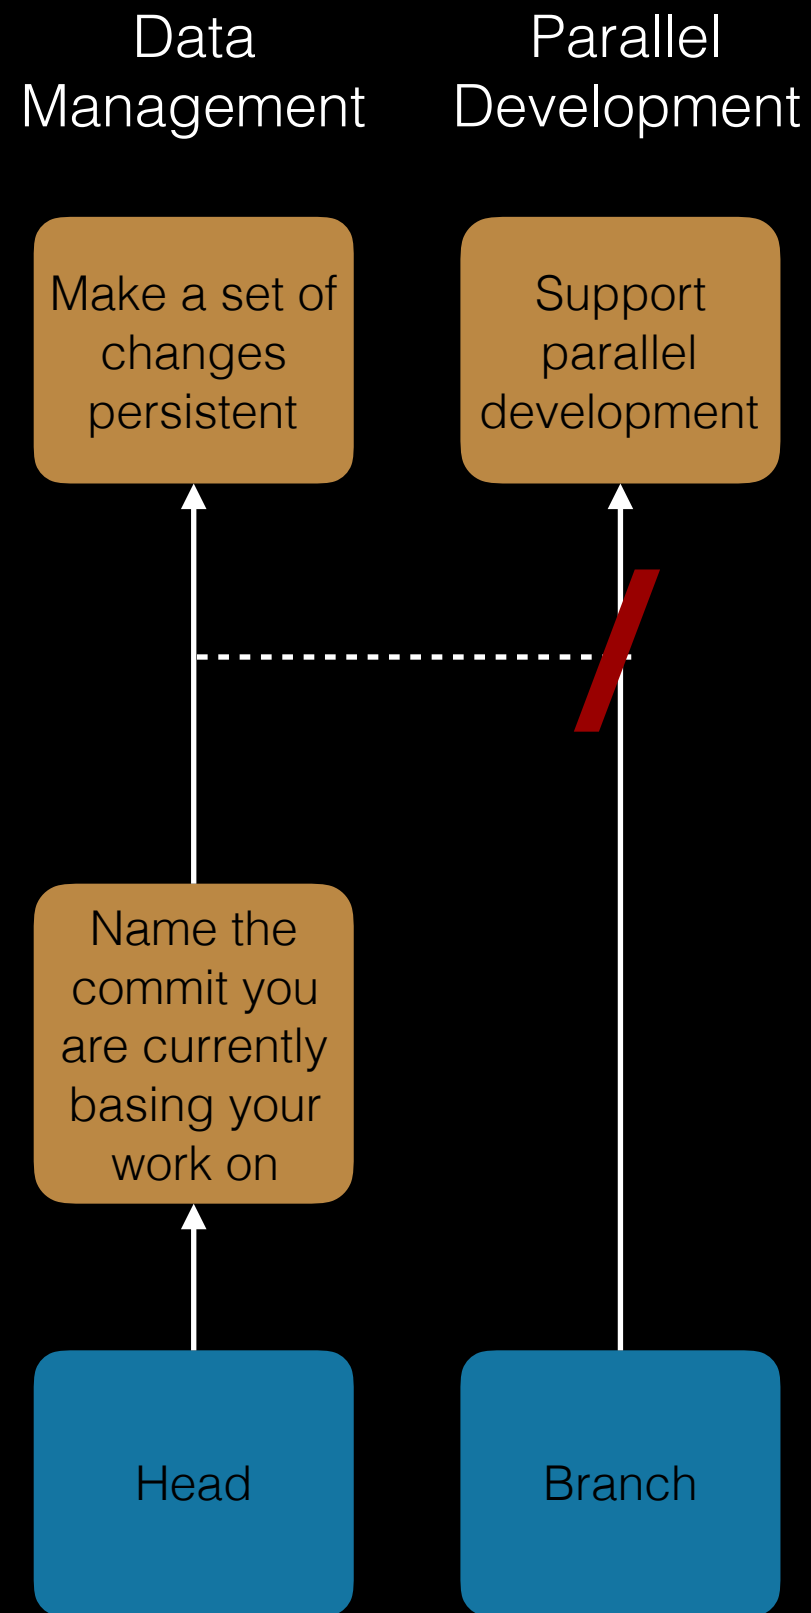 Data
Management
Parallel
Development
Make a set of
changes
persistent
Support
parallel
development
Name the
commit you
are currently
basing your
work on
Head
Branch